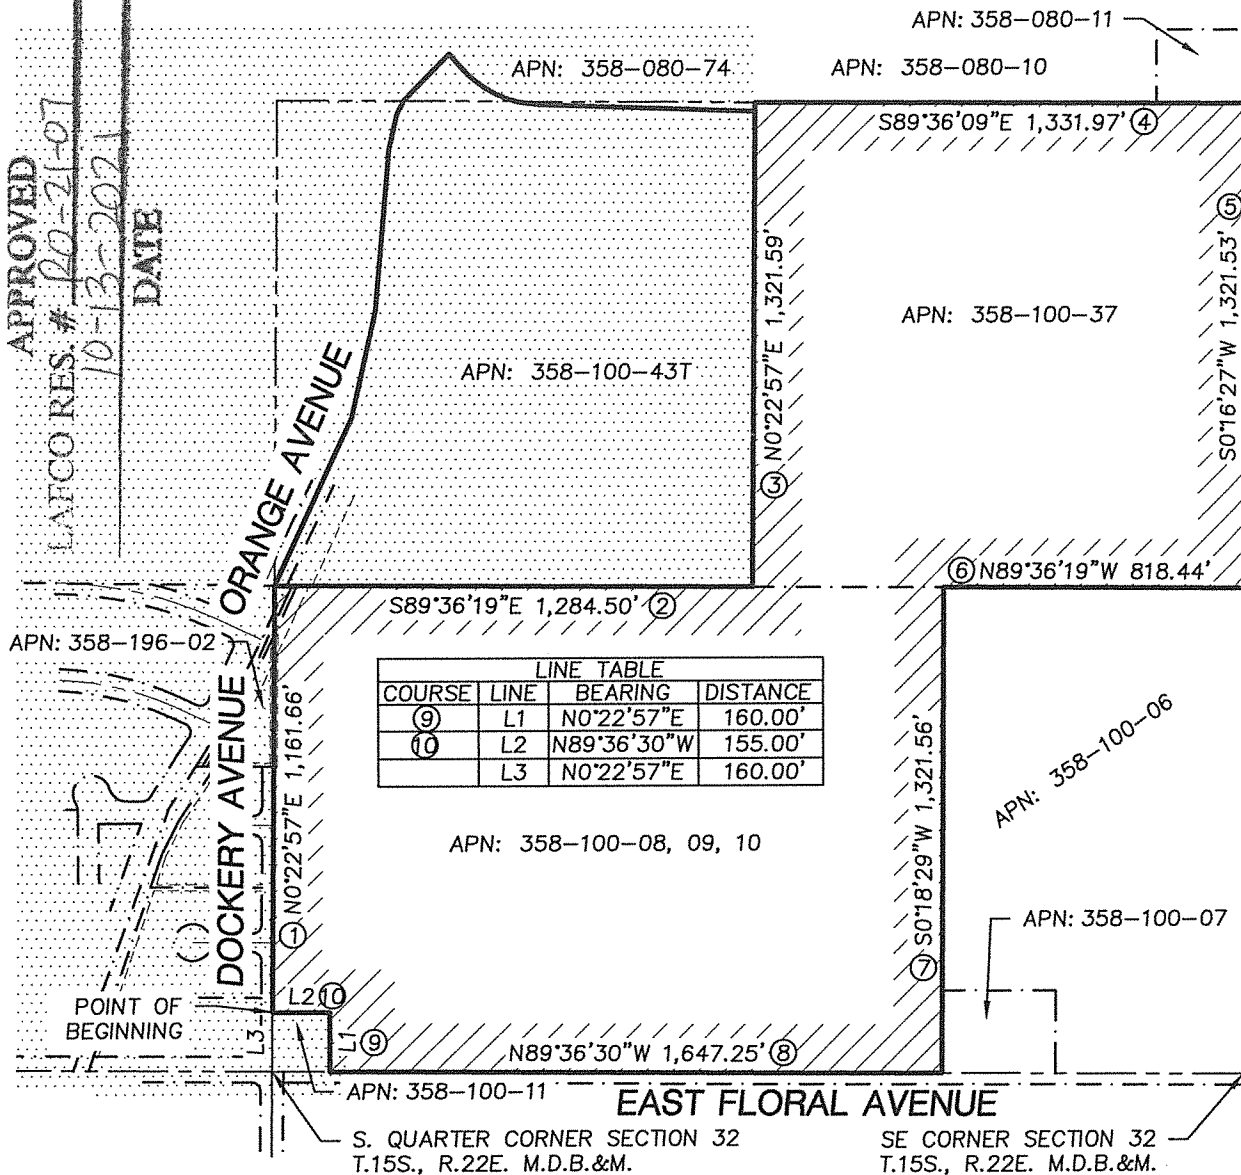 APPROVED
LAFCO RES. # RO-21-07
10-13-2021
DATE
APN: 358-080-11
APN: 358-080-74
APN: 358-080-10
S89°36'09"E 1,331.97' ④
⑤ S0°16'27"W 1,321.53'
③ N0°22'57"E 1,321.59'
APN: 358-100-37
APN: 358-100-43T
ORANGE AVENUE
⑥ N89°36'19"W 818.44'
S89°36'19"E 1,284.50' ②
APN: 358-196-02
LINE TABLE
COURSE LINE BEARING DISTANCE
⑨ L1 N0°22'57"E 160.00'
⑩ L2 N89°36'30"W 155.00'
L3 N0°22'57"E 160.00'
① N0°22'57"E 1,161.66'
DOCKERY AVENUE
APN: 358-100-08, 09, 10
⑦ S0°18'29"W 1,321.56'
APN: 358-100-06
APN: 358-100-07
POINT OF
BEGINNING
L2 ⑩
L3
L1 ⑨
N89°36'30"W 1,647.25' ⑧
APN: 358-100-11
EAST FLORAL AVENUE
S. QUARTER CORNER SECTION 32
T.15S., R.22E. M.D.B.&M.
SE CORNER SECTION 32
T.15S., R.22E. M.D.B.&M.